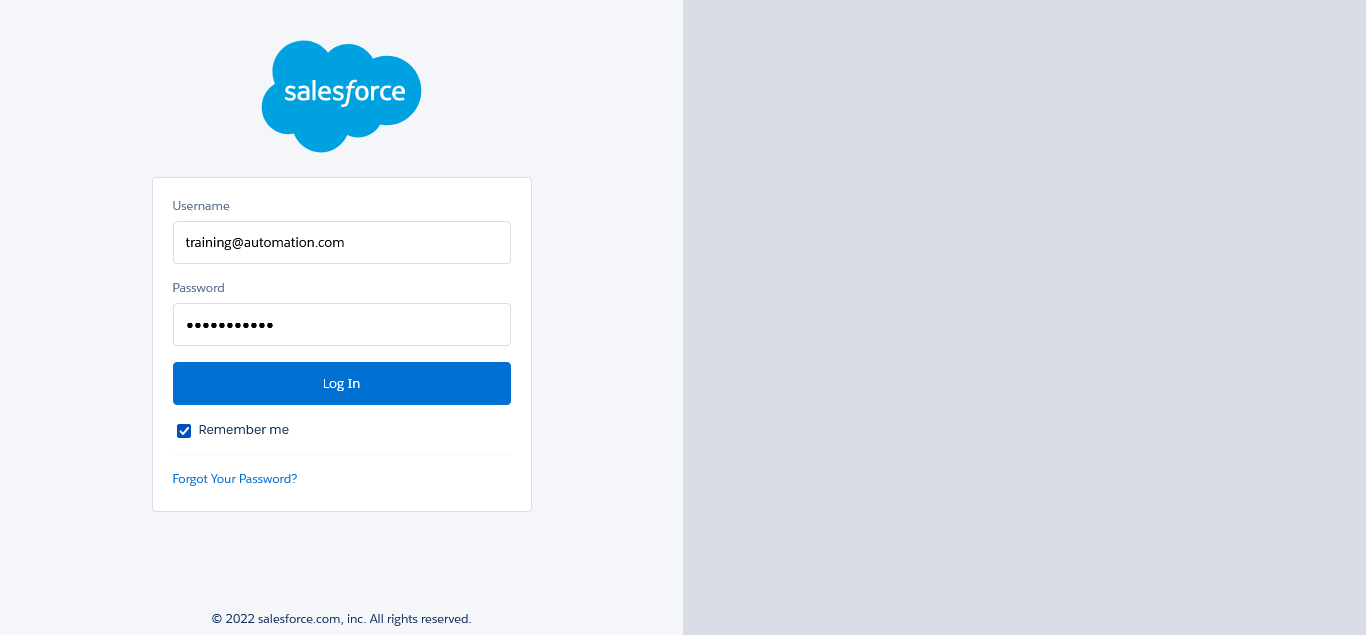 salesforce
Username
training@automation.com
Password
•••••••••••
Log In
Remember me
Forgot Your Password?
© 2022 salesforce.com, inc. All rights reserved.